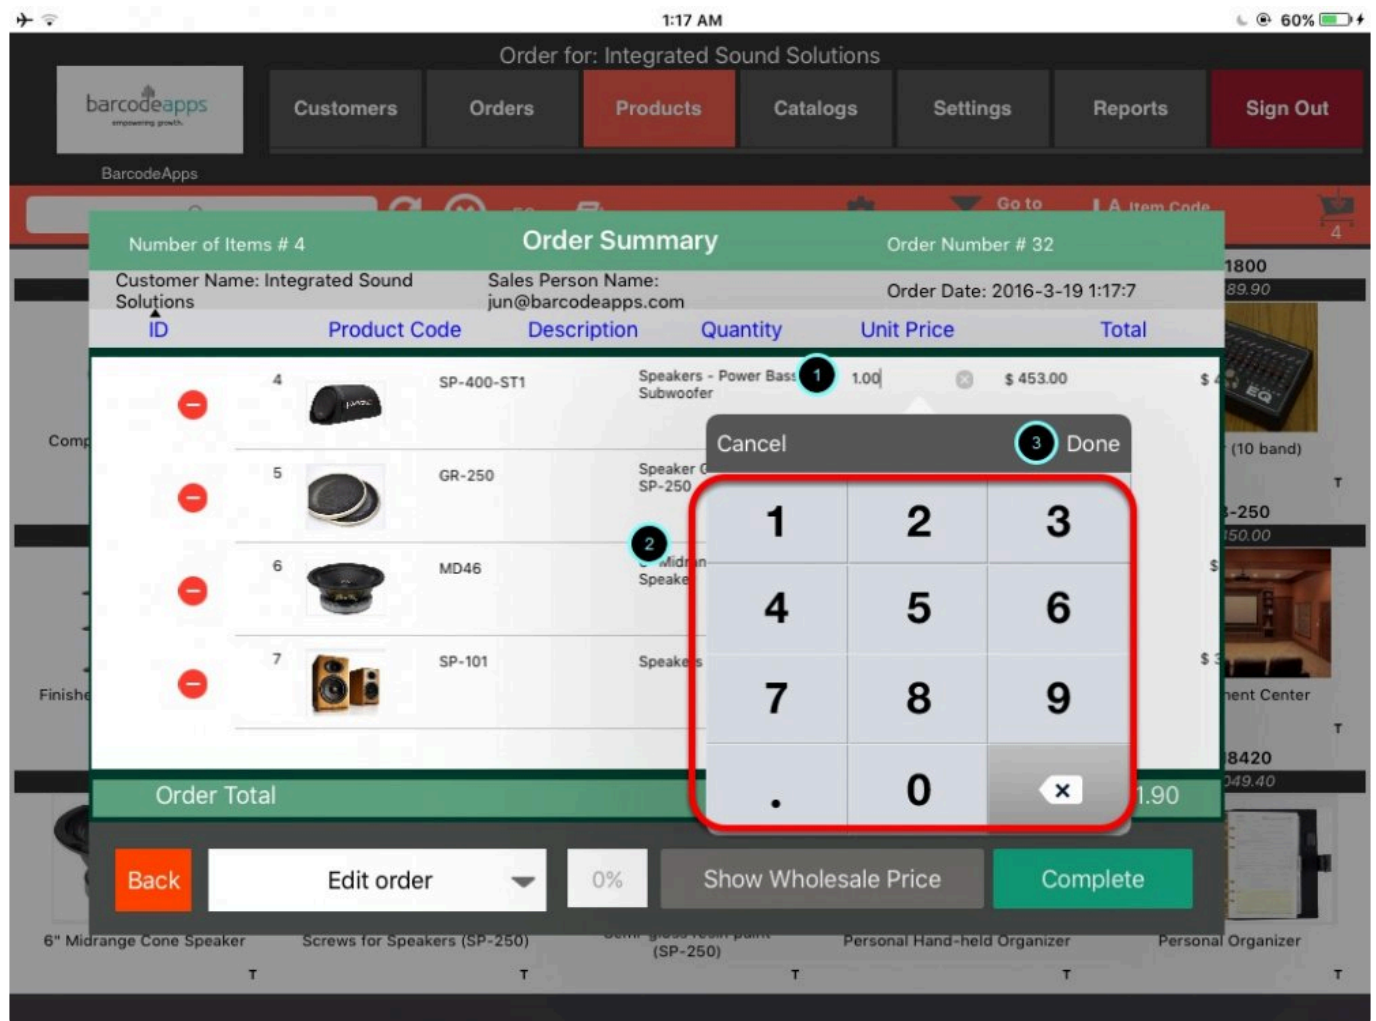 1:17 AM
60%
Order for: Integrated Sound Solutions
barcodeapps
empowering growth.
Customers
Orders
Products
Catalogs
Settings
Reports
Sign Out
BarcodeApps
Go to
Item Code
4
Number of Items # 4
Order Summary
Order Number # 32
1800
89.90
Customer Name: Integrated Sound
Solutions
Sales Person Name:
jun@barcodeapps.com
Order Date: 2016-3-19 1:17:7
ID
Product Code
Description
Quantity
Unit Price
Total
4
SP-400-ST1
Speakers - Power Bass
Subwoofer
1
1.00
$ 453.00
EQ
(10 band)
T
Cancel
3
Done
5
GR-250
Speaker
SP-250
-250
50.00
2
6
MD46
Speake
7
SP-101
Speakers
1
2
3
4
5
6
7
8
9
.
0
T
Order Total
1.90
8420
049.40
Back
Edit order
0%
Show Wholesale Price
Complete
6" Midrange Cone Speaker
Screws for Speakers (SP-250)
(SP-250)
Personal Hand-held Organizer
Personal Organizer
T
T
T
T
T